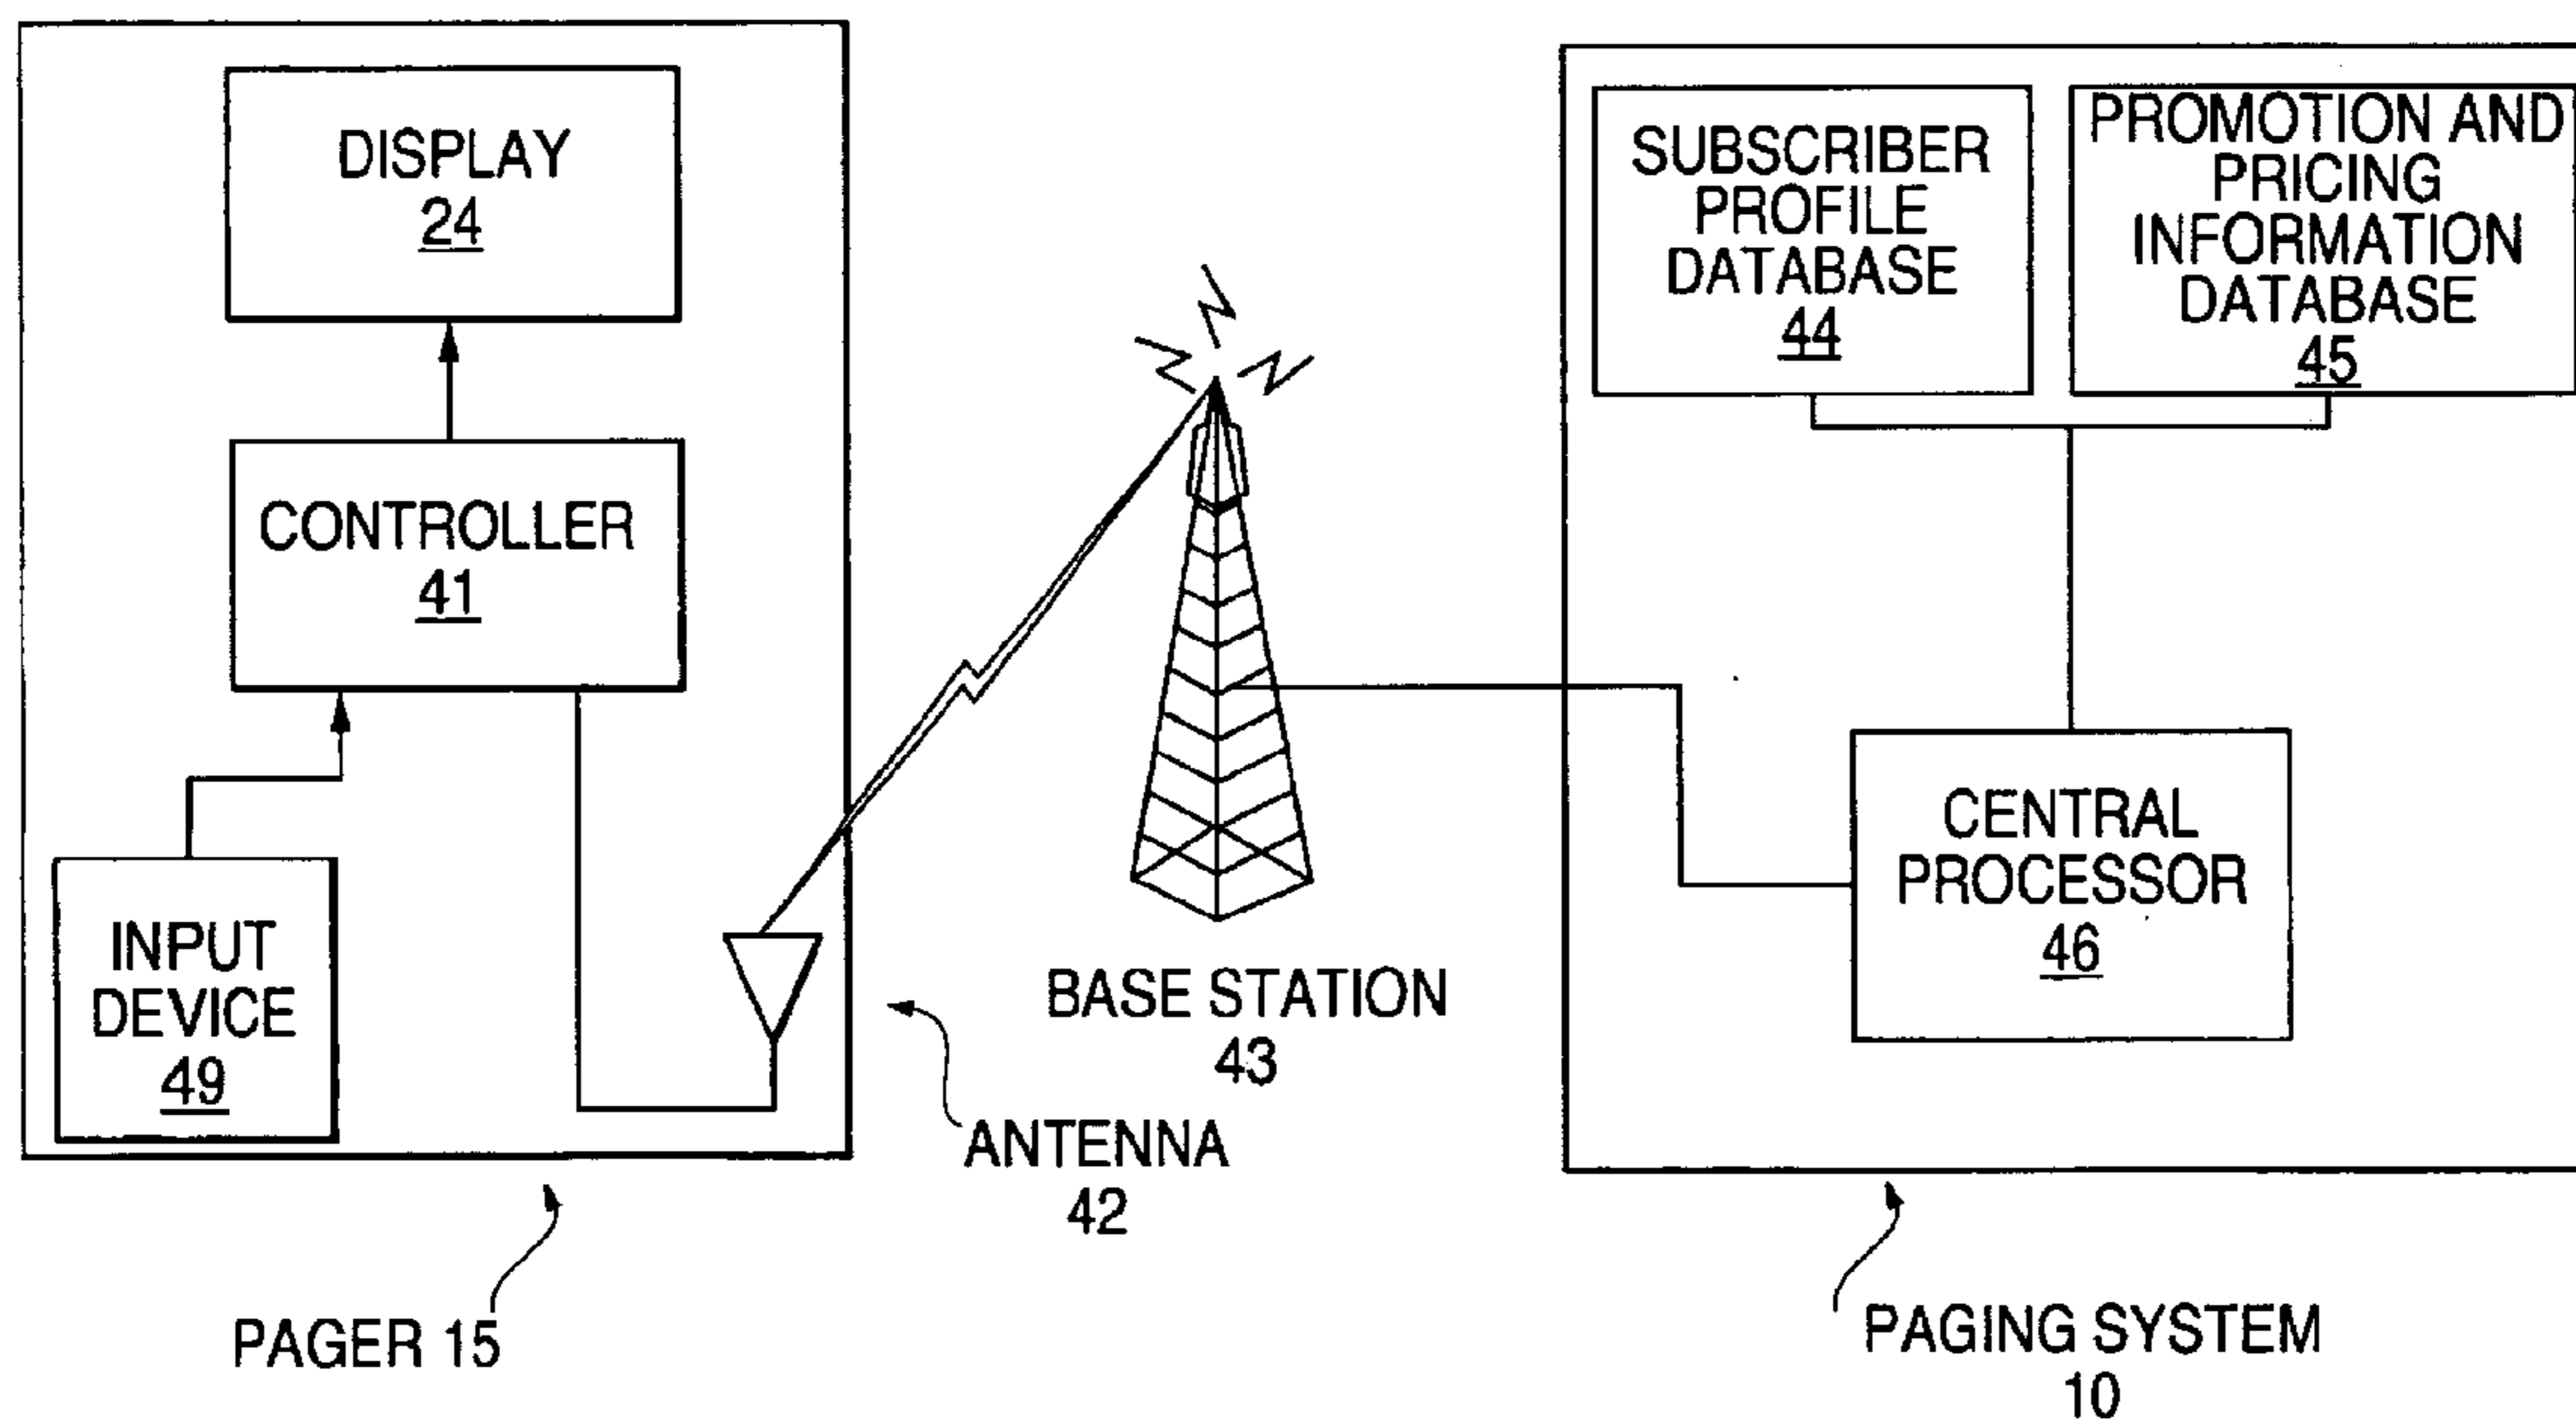 DISPLAY
24
CONTROLLER
41
INPUT
DEVICE
49
PAGER 15
ANTENNA
42
BASE STATION
43
SUBSCRIBER
PROFILE
DATABASE
44
PROMOTION AND
PRICING
INFORMATION
DATABASE
45
CENTRAL
PROCESSOR
46
PAGING SYSTEM
10